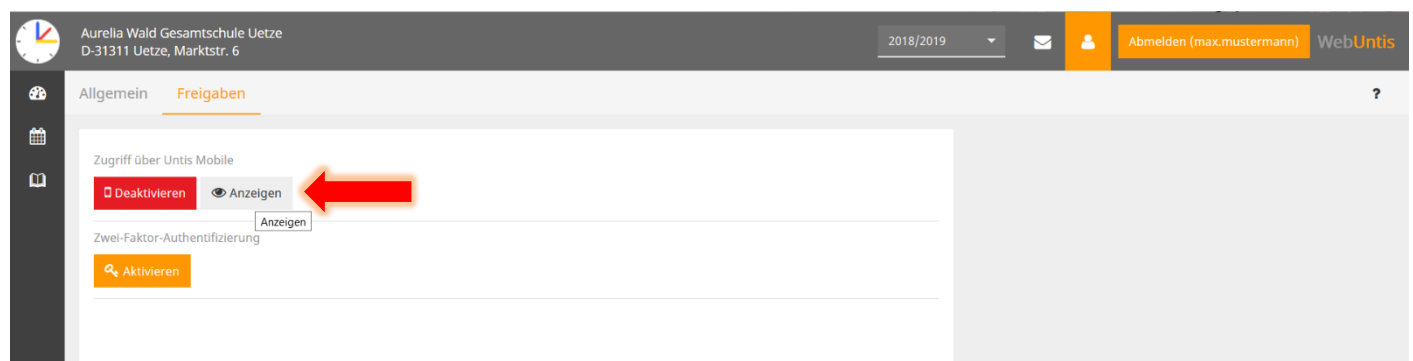 Aurelia Wald Gesamtschule Uetze
D-31311 Uetze, Marktstr. 6
2018/2019
Abmelden (max.mustermann)
WebUntis
Allgemein
Freigaben
?
Zugriff über Untis Mobile
Deaktivieren
Anzeigen
Anzeigen
Zwei-Faktor-Authentifizierung
Aktivieren